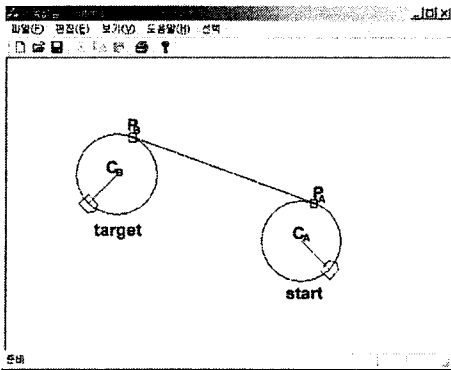 파일(F) 편집(E) 보기(V) 도움말(H) 선택
P_B
C_B
target
P_A
C_A
start
준비